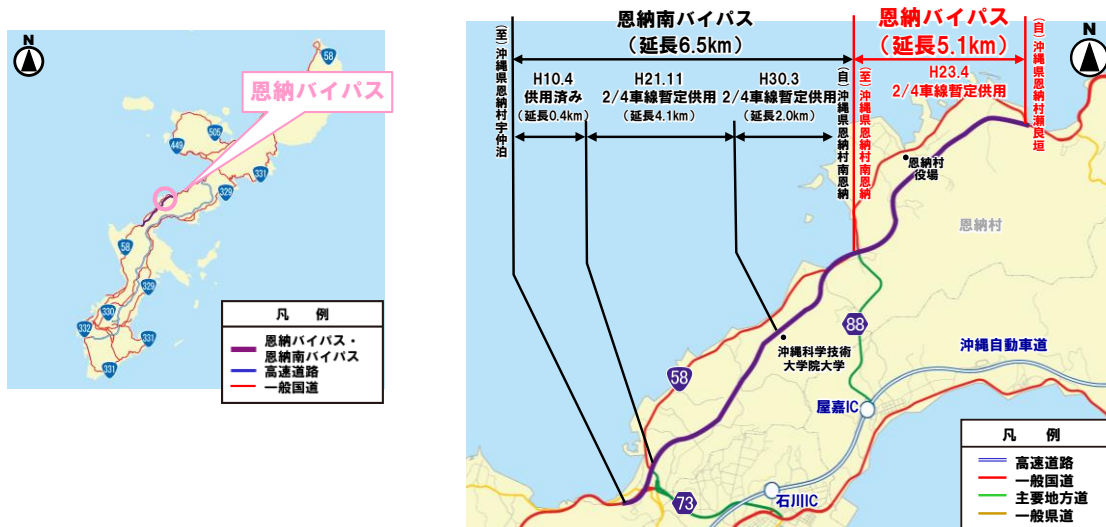 N
58
恩納バイパス
505
449
331
329
58
329
330
332
331
331
凡 例
恩納バイパス・
恩納南バイパス
高速道路
一般国道
恩納南バイパス
(延長6.5km)
恩納バイパス
(延長5.1km)
N
(至)沖縄県恩納村字仲泊
H10.4
供用済み
(延長0.4km)
H21.11
2/4車線暫定供用
(延長4.1km)
H30.3
2/4車線暫定供用
(延長2.0km)
(自)沖縄県恩納村南恩納
(至)沖縄県恩納村南恩納
H23.4
2/4車線暫定供用
(自)沖縄県恩納村瀬良垣
恩納村
役場
恩納村
88
沖縄科学技術
大学院大学
沖縄自動車道
58
屋嘉IC
石川IC
73
凡 例
高速道路
一般国道
主要地方道
一般県道